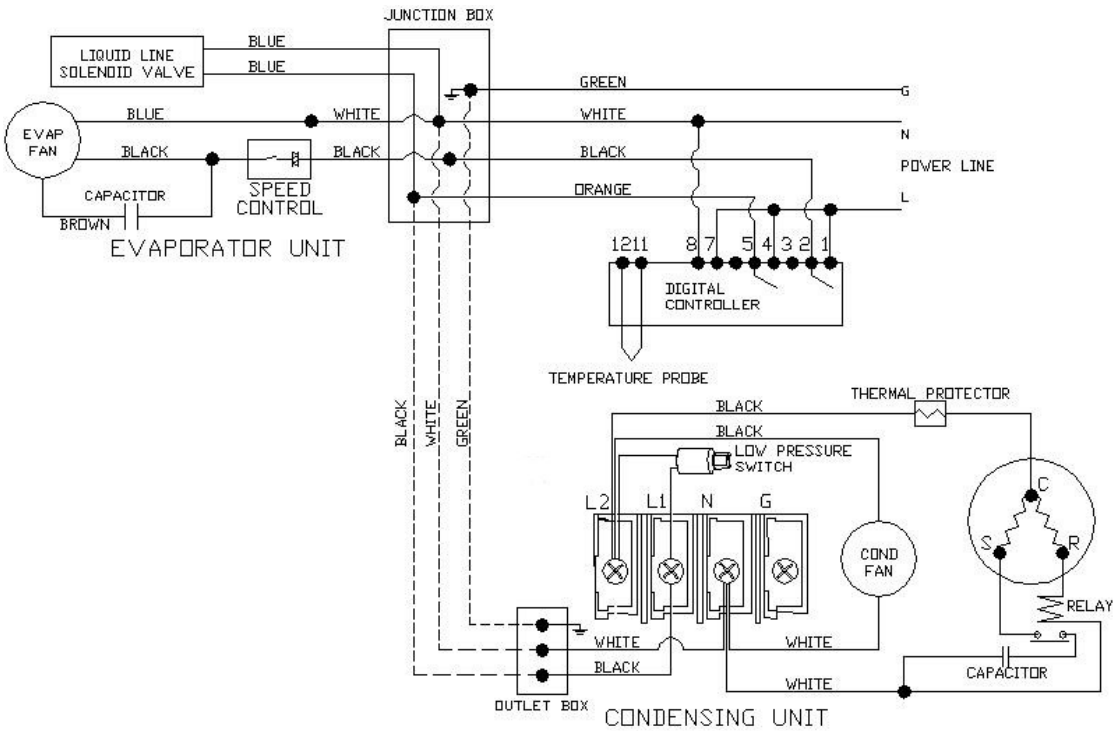 JUNCTION BOX
LIQUID LINE
SOLENOID VALVE
BLUE
BLUE
GREEN
G
EVAP
FAN
BLUE
WHITE
WHITE
N
BLACK
BLACK
BLACK
POWER LINE
SPEED
CONTROL
CAPACITOR
BROWN
ORANGE
L
EVAPORATOR UNIT
12 11 8 7 5 4 3 2 1
DIGITAL
CONTROLLER
TEMPERATURE PROBE
BLACK
WHITE
GREEN
BLACK
THERMAL PROTECTOR
BLACK
LOW PRESSURE
SWITCH
L2 L1 N G
C
S
R
COND
FAN
RELAY
WHITE
WHITE
BLACK
CAPACITOR
WHITE
OUTLET BOX
CONDENSING UNIT